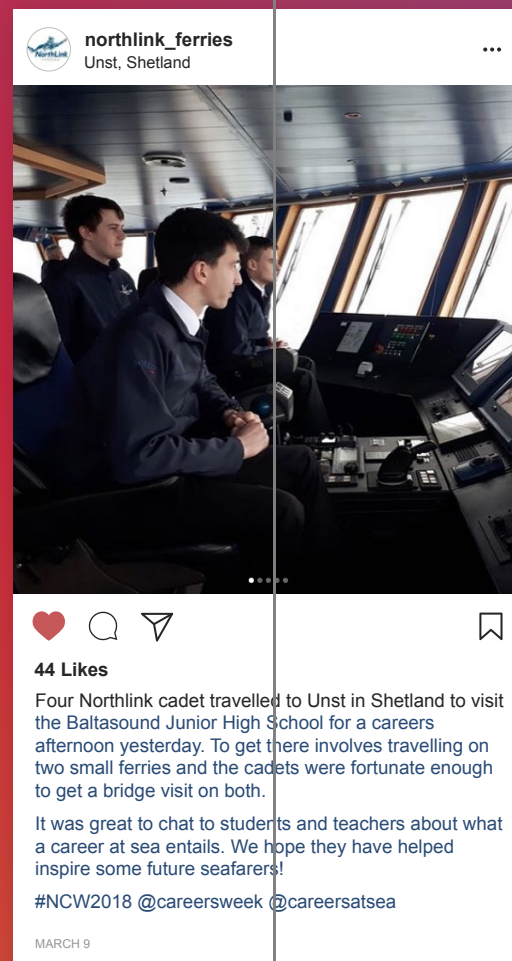 northlink_ferries
Unst, Shetland
NorthLink
44 Likes
Four Northlink cadet travelled to Unst in Shetland to visit
the Baltasound Junior High School for a careers
afternoon yesterday. To get there involves travelling on
two small ferries and the cadets were fortunate enough
to get a bridge visit on both.
It was great to chat to students and teachers about what
a career at sea entails. We hope they have helped
inspire some future seafarers!
#NCW2018 @careersweek @careersatsea
MARCH 9